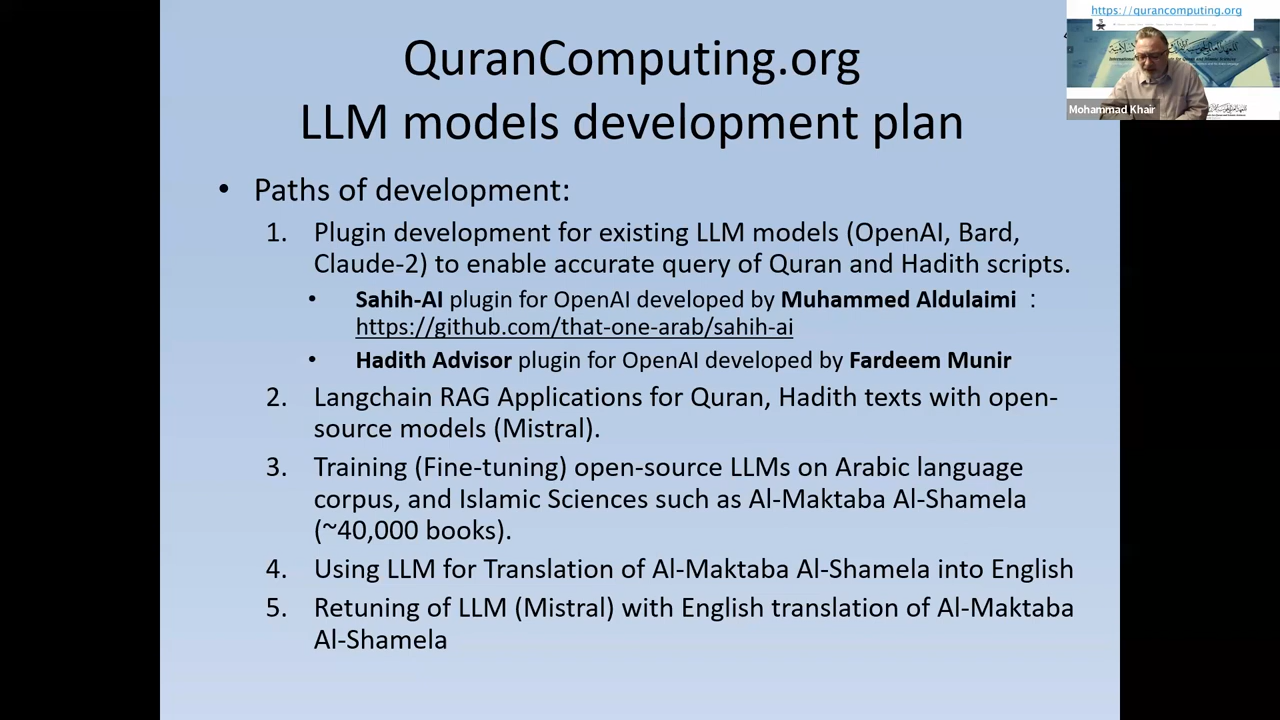 https://qurancomputing.org
QuranComputing.org
LLM models development plan
Mohammad Khair
• Paths of development:
1. Plugin development for existing LLM models (OpenAI, Bard,
Claude-2) to enable accurate query of Quran and Hadith scripts.
• Sahih-AI plugin for OpenAI developed by Muhammed Aldulaimi :
https://github.com/that-one-arab/sahih-ai
• Hadith Advisor plugin for OpenAI developed by Fardeem Munir
2. Langchain RAG Applications for Quran, Hadith texts with open-
source models (Mistral).
3. Training (Fine-tuning) open-source LLMs on Arabic language
corpus, and Islamic Sciences such as Al-Maktaba Al-Shamela
(~40,000 books).
4. Using LLM for Translation of Al-Maktaba Al-Shamela into English
5. Retuning of LLM (Mistral) with English translation of Al-Maktaba
Al-Shamela